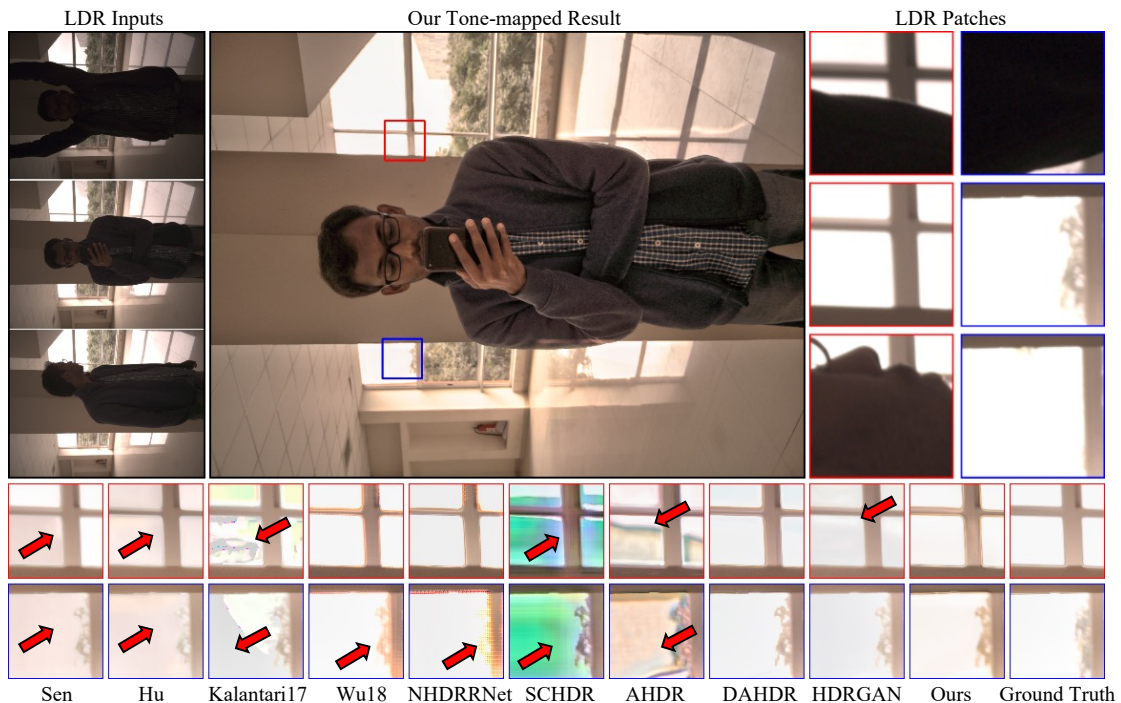 LDR Inputs
Our Tone-mapped Result
LDR Patches
Sen
Hu
Kalantari17
Wu18
NHDRRNet
SCHDR
AHDR
DAHDR
HDRGAN
Ours
Ground Truth